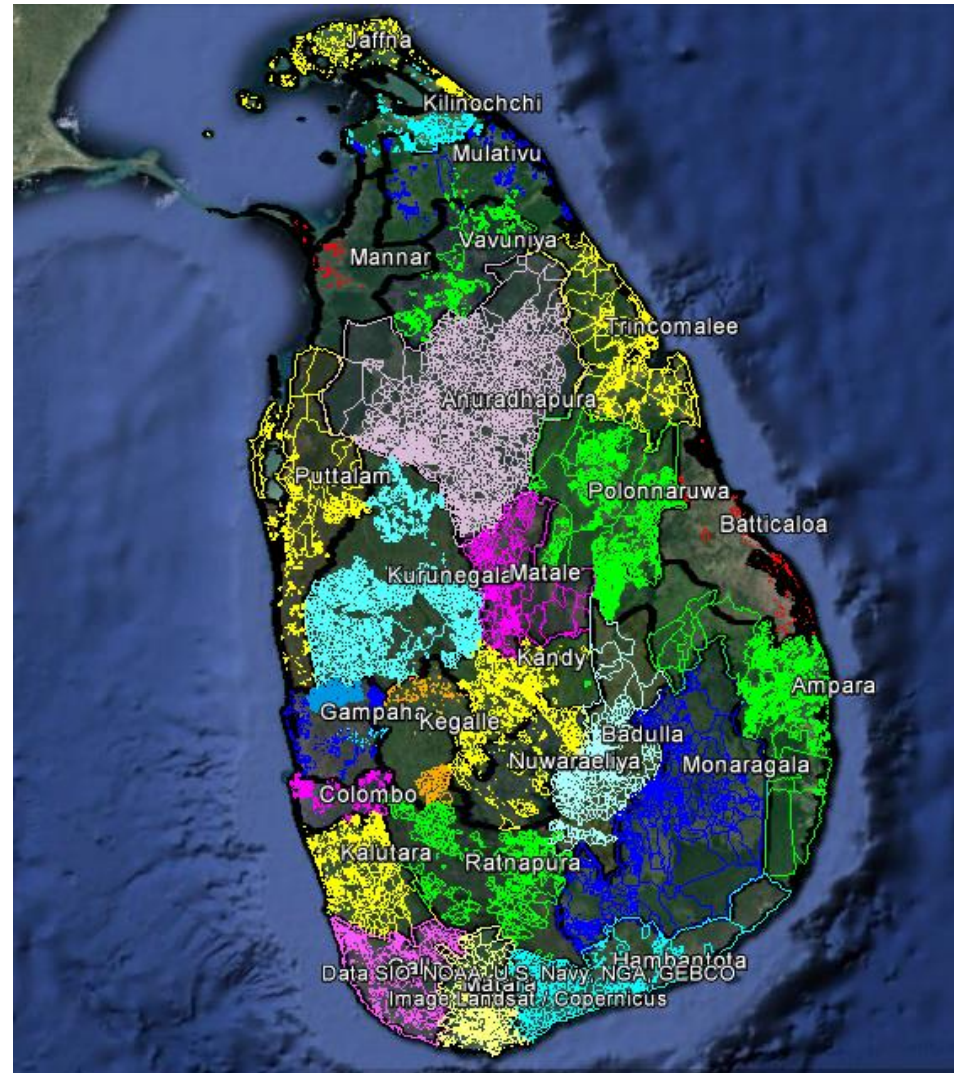 Jaffna
Kilinochchi
Mulativu
Vavuniya
Mannar
Trincomalee
Anuradhapura
Puttalam
Polonnaruwa
Batticaloa
Kurunegala
Matale
Kandy
Ampara
Gampaha
Kegalle
Badulla
Nuwaraeliya
Monaragala
Colombo
Kalutara
Ratnapura
Hambantota
Data SIO, NOAA, U.S. Navy, NGA, GEBCO
Matara
Image Landsat / Copernicus